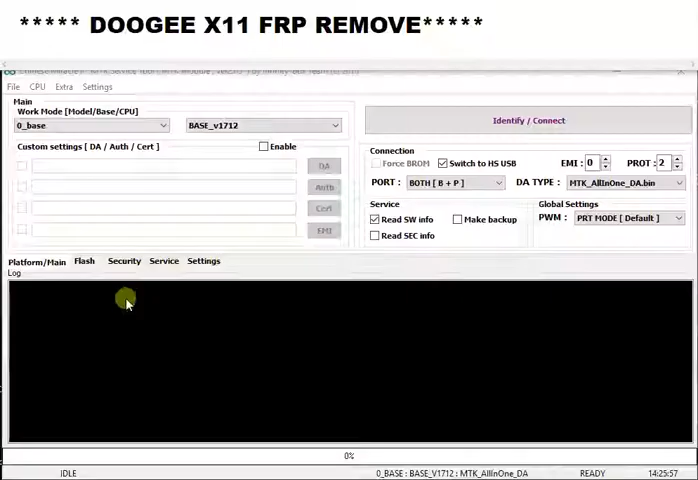 ***** DOOGEE X11 FRP REMOVE*****
File CPU Extra Settings
Main
Work Mode [Model/Base/CPU]
0_base BASE_v1712
Identify / Connect
Custom settings [ DA / Auth / Cert ] Enable
DA
Auth
Cert
EMI
Connection
Force BROM Switch to HS USB EMI : 0 PROT : 2
PORT : BOTH [ B + P ] DA TYPE : MTK_AllInOne_DA.bin
Service Global Settings
Read SW info Make backup PWM : PRT MODE [ Default ]
Read SEC info
Platform/Main Flash Security Service Settings
Log
0%
IDLE 0_BASE : BASE_V1712 : MTK_AllInOne_DA READY 14:25:57